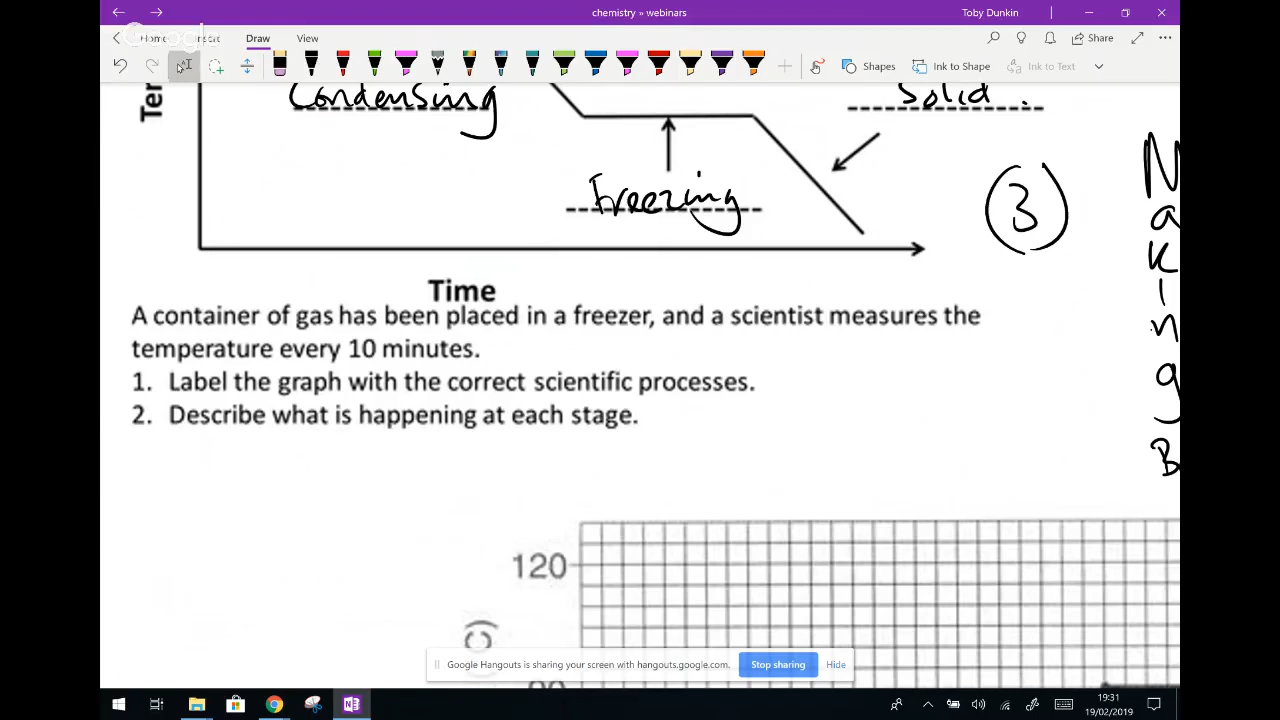 chemistry » webinars
Toby Dunkin
Google
Home
Insert
Draw
View
Share
Shapes
Ink to Shape
Ink to Text
Condensing
Solid.
Freezing
3
Time
A container of gas has been placed in a freezer, and a scientist measures the
temperature every 10 minutes.
1. Label the graph with the correct scientific processes.
2. Describe what is happening at each stage.
120
C)
Google Hangouts is sharing your screen with hangouts.google.com.
Stop sharing
Hide
19:31
19/02/2019